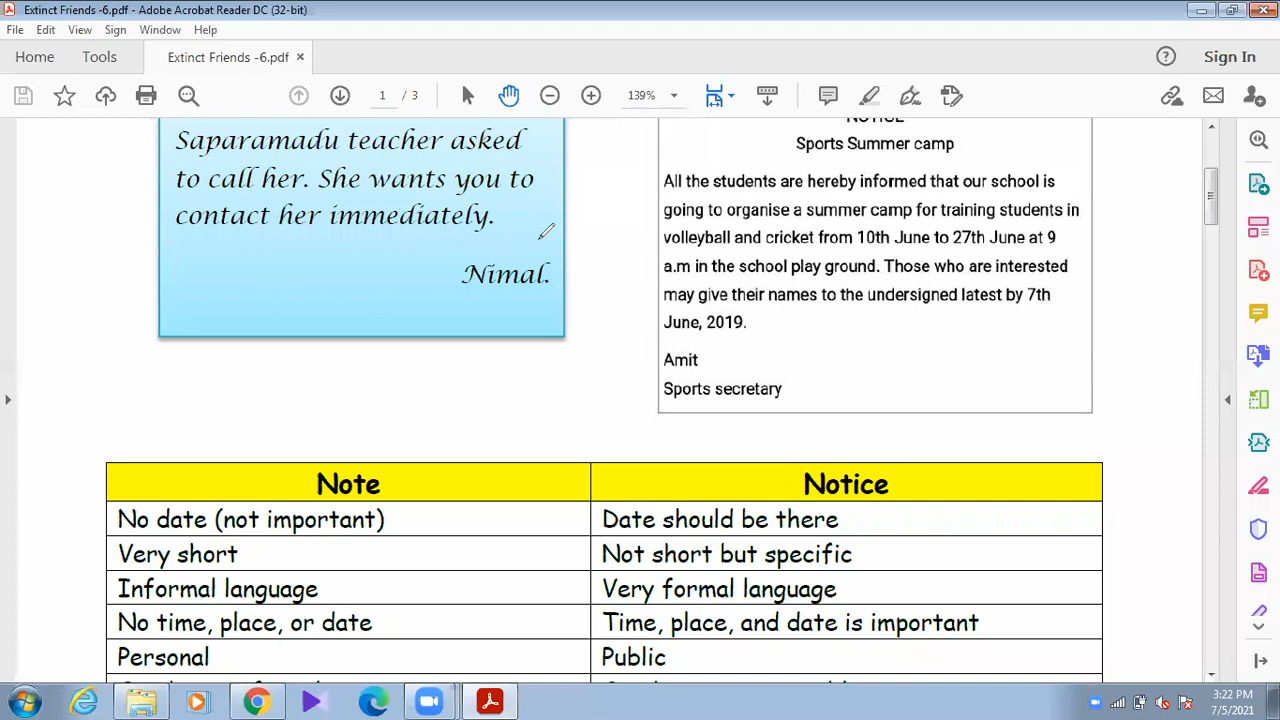 Extinct Friends -6.pdf - Adobe Acrobat Reader DC (32-bit)
File Edit View Sign Window Help
Home Tools Extinct Friends -6.pdf × Sign In
1 / 3 139%
Saparamadu teacher asked
to call her. She wants you to
contact her immediately.
Nimal.
NOTICE
Sports Summer camp
All the students are hereby informed that our school is
going to organise a summer camp for training students in
volleyball and cricket from 10th June to 27th June at 9
a.m in the school play ground. Those who are interested
may give their names to the undersigned latest by 7th
June, 2019.
Amit
Sports secretary
Note Notice
No date (not important) Date should be there
Very short Not short but specific
Informal language Very formal language
No time, place, or date Time, place, and date is important
Personal Public
3:22 PM
7/5/2021